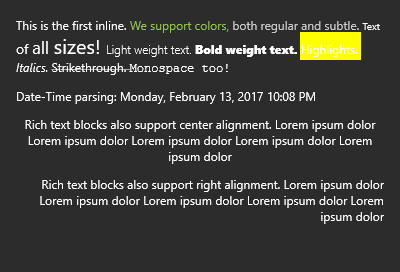 This is the first inline. We support colors, both regular and subtle. Text
of all sizes! Light weight text. Bold weight text. Highlights.
Italics. Strikethrough. Monospace too!
Date-Time parsing: Monday, February 13, 2017 10:08 PM
Rich text blocks also support center alignment. Lorem ipsum dolor
Lorem ipsum dolor Lorem ipsum dolor Lorem ipsum dolor Lorem
ipsum dolor
Rich text blocks also support right alignment. Lorem ipsum dolor
Lorem ipsum dolor Lorem ipsum dolor Lorem ipsum dolor Lorem
ipsum dolor